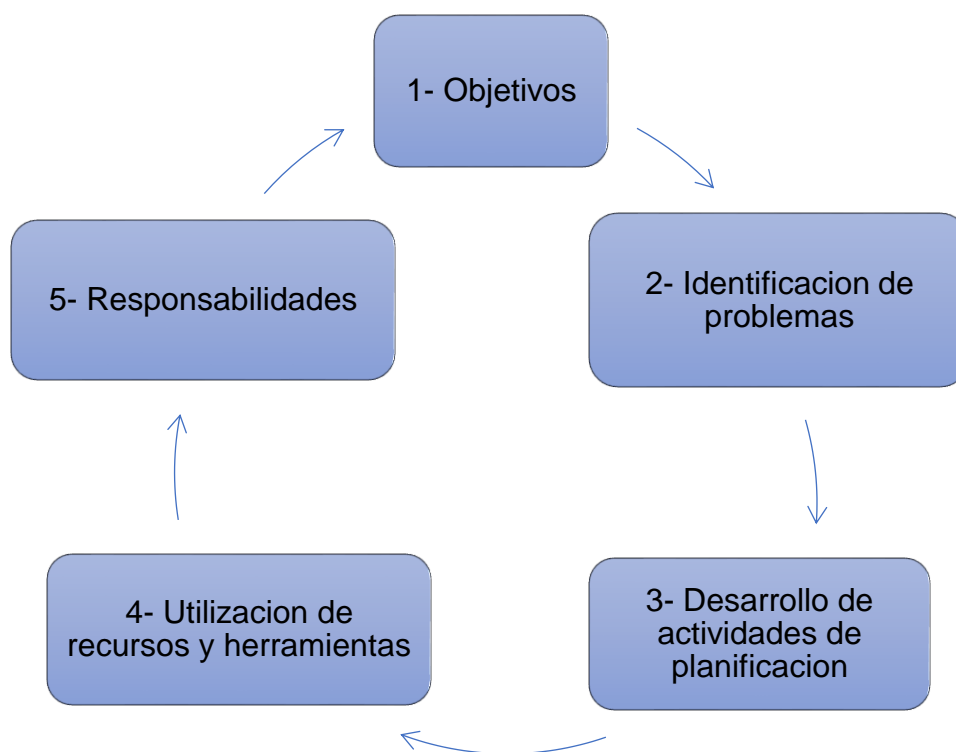 1- Objetivos
2- Identificacion de
problemas
3- Desarrollo de
actividades de
planificacion
4- Utilizacion de
recursos y herramientas
5- Responsabilidades